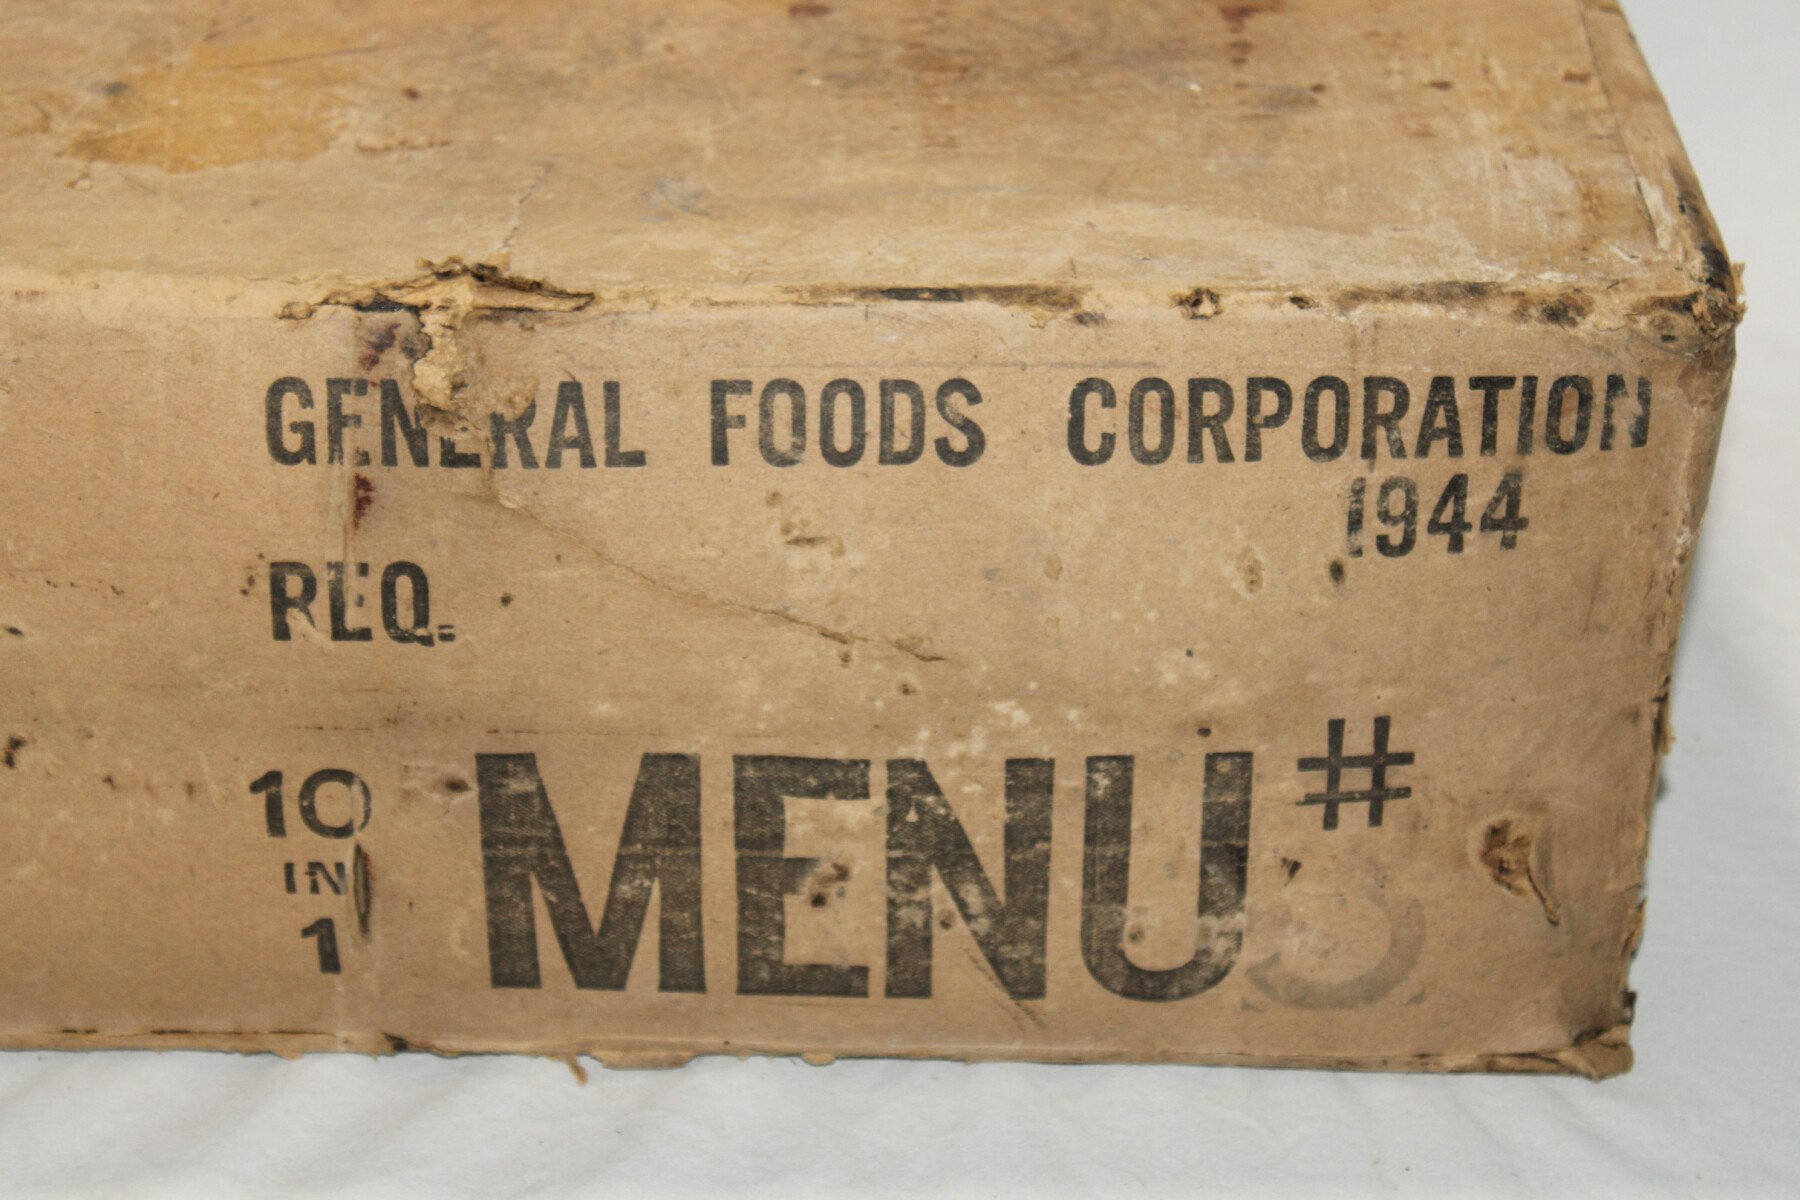 GENERAL FOODS CORPORATION
1944
REQ.
10
IN
1
MENU #